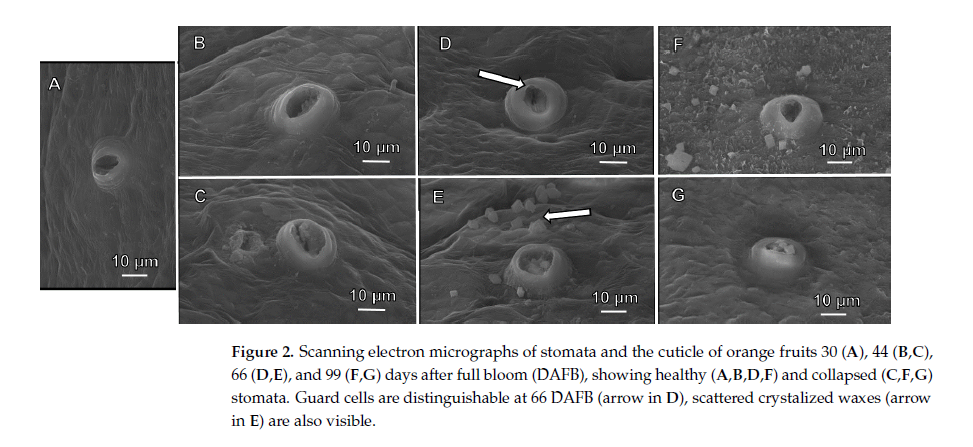 A
10 µm
B
10 µm
C
10 µm
D
10 µm
E
10 µm
F
10 µm
G
10 µm
Figure 2. Scanning electron micrographs of stomata and the cuticle of orange fruits 30 (A), 44 (B,C),
66 (D,E), and 99 (F,G) days after full bloom (DAFB), showing healthy (A,B,D,F) and collapsed (C,F,G)
stomata. Guard cells are distinguishable at 66 DAFB (arrow in D), scattered crystalized waxes (arrow
in E) are also visible.